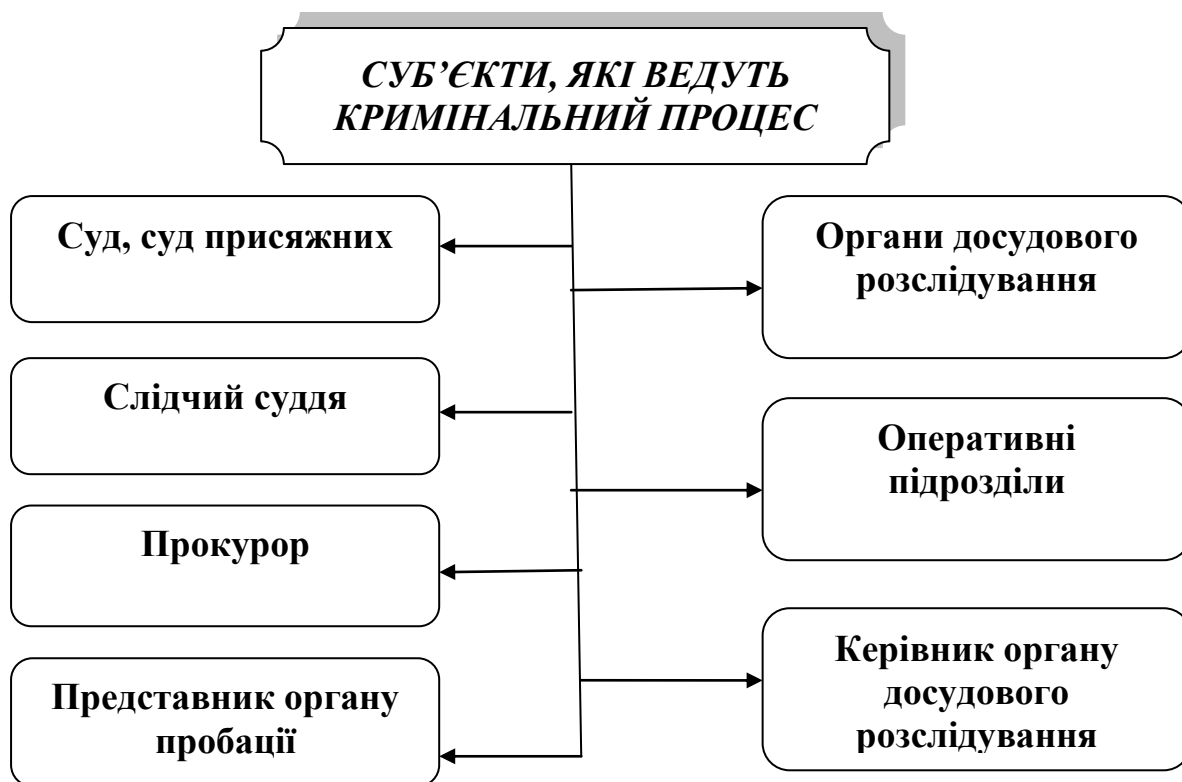 СУБ’ЄКТИ, ЯКІ ВЕДУТЬ
КРИМІНАЛЬНИЙ ПРОЦЕС
Суд, суд присяжних
Органи досудового
розслідування
Слідчий суддя
Оперативні
підрозділи
Прокурор
Керівник органу
досудового
розслідування
Представник органу
пробації